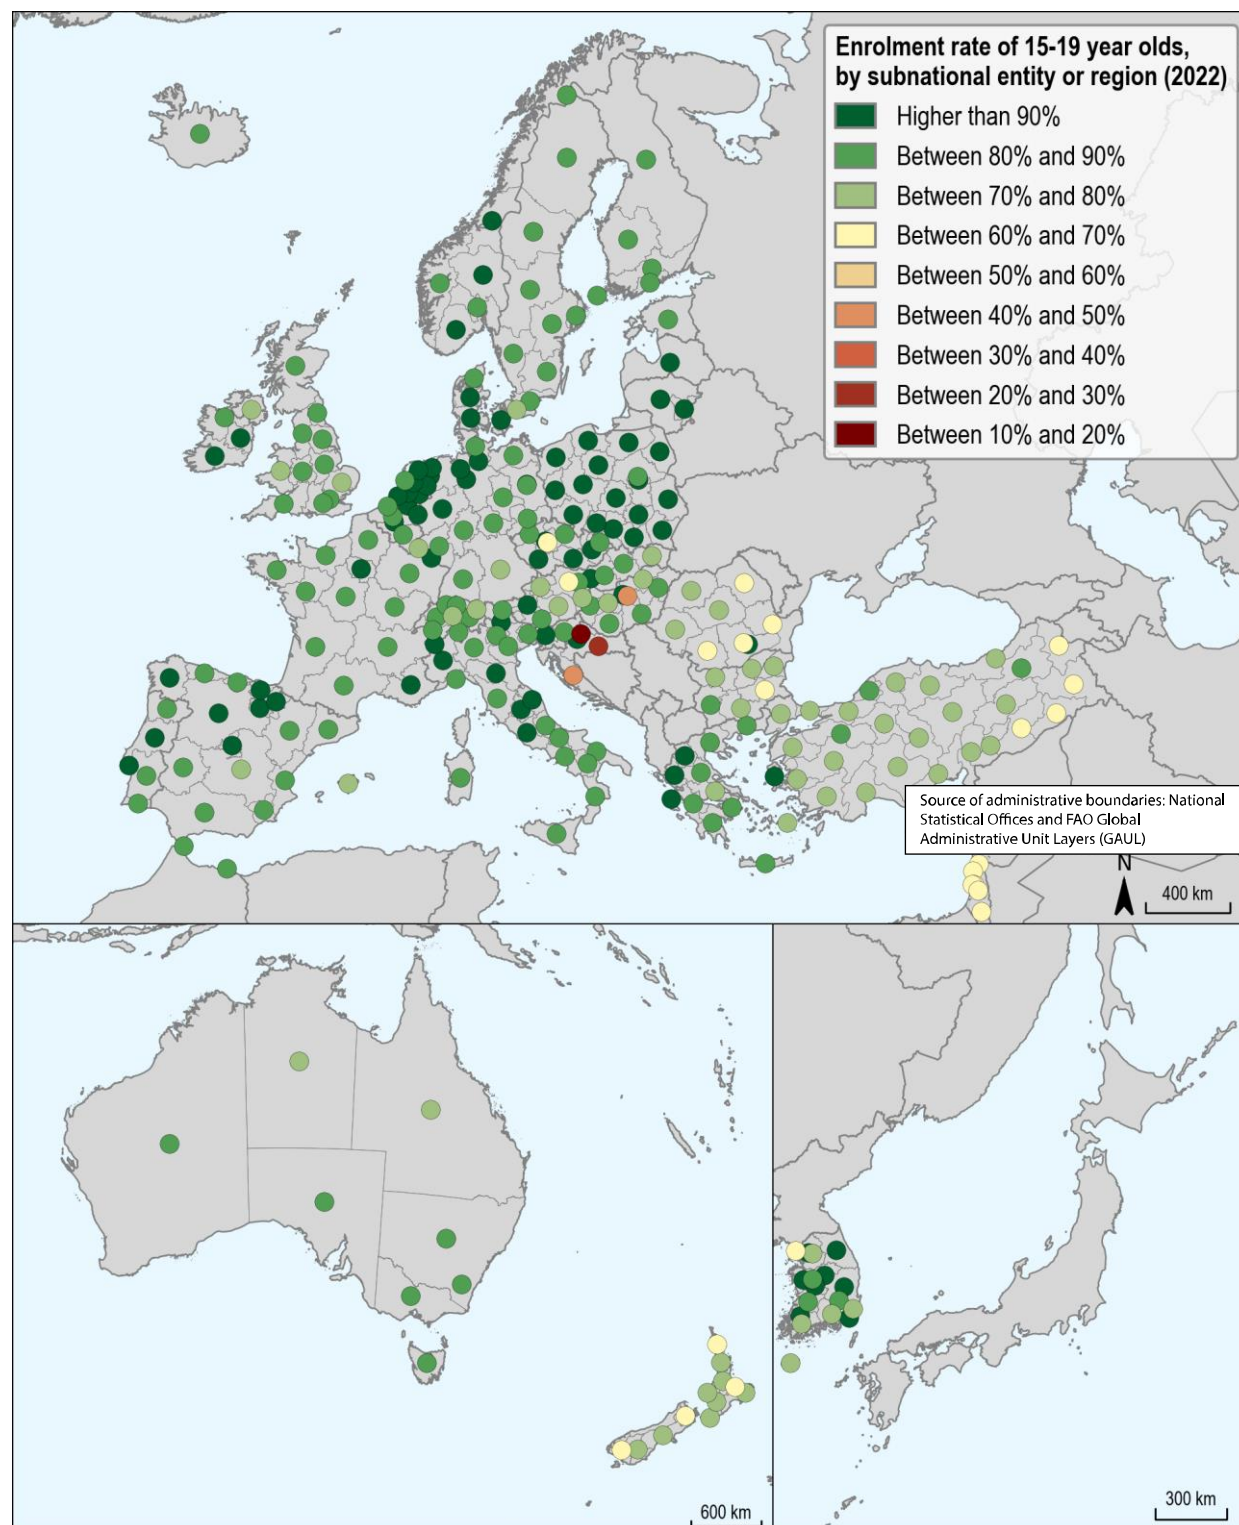 Enrolment rate of 15-19 year olds,
by subnational entity or region (2022)
Higher than 90%
Between 80% and 90%
Between 70% and 80%
Between 60% and 70%
Between 50% and 60%
Between 40% and 50%
Between 30% and 40%
Between 20% and 30%
Between 10% and 20%
Source of administrative boundaries: National
Statistical Offices and FAO Global
Administrative Unit Layers (GAUL)
N
400 km
600 km
300 km